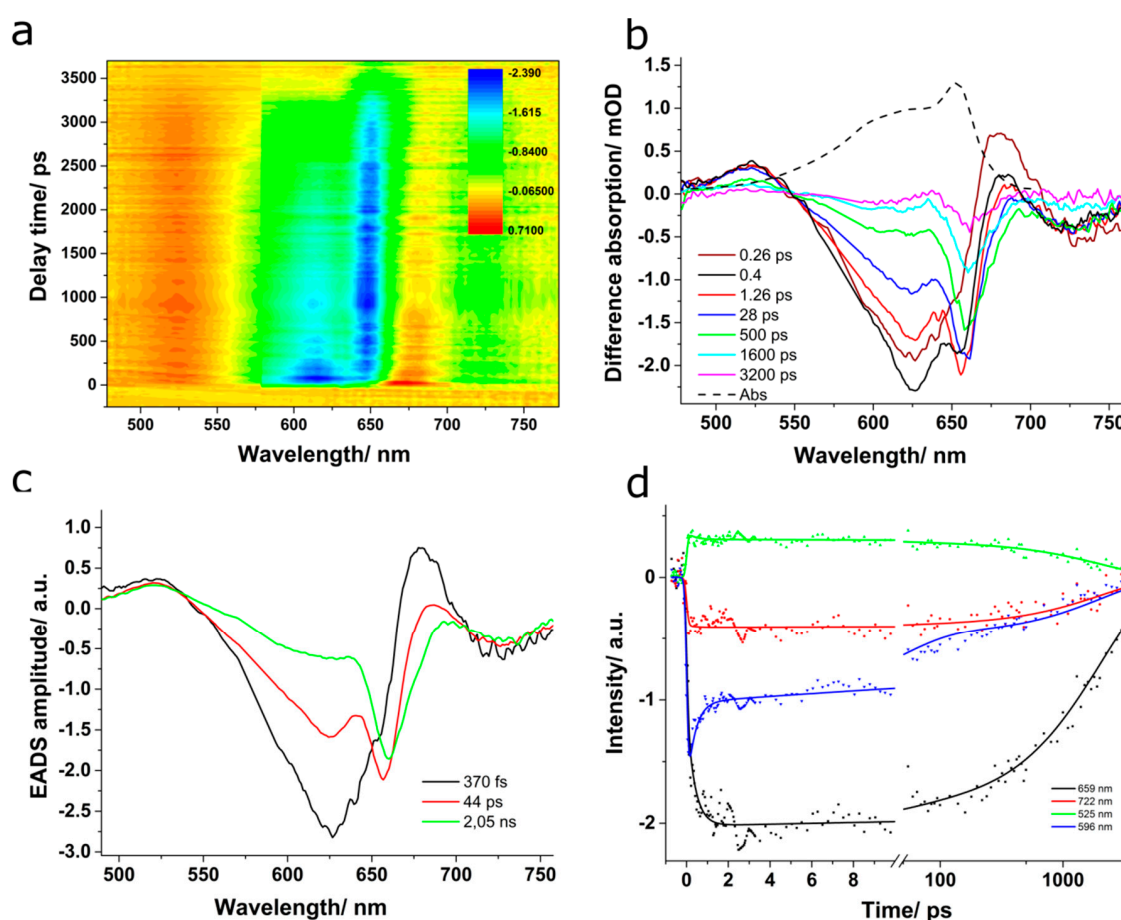 a
3500
3000
2500
2000
1500
1000
500
0
Delay time/ ps
-2.390
-1.615
-0.8400
-0.06500
0.7100
500 550 600 650 700 750
Wavelength/ nm
b
1.5
1.0
0.5
0.0
-0.5
-1.0
-1.5
-2.0
Difference absorption/ mOD
0.26 ps
0.4
1.26 ps
28 ps
500 ps
1600 ps
3200 ps
Abs
500 550 600 650 700 750
Wavelength/ nm
c
1.0
0.5
0.0
-0.5
-1.0
-1.5
-2.0
-2.5
-3.0
EADS amplitude/ a.u.
370 fs
44 ps
2,05 ns
500 550 600 650 700 750
Wavelength/ nm
d
0
-1
-2
Intensity/ a.u.
659 nm
722 nm
525 nm
596 nm
0 2 4 6 8 100 1000
Time/ ps